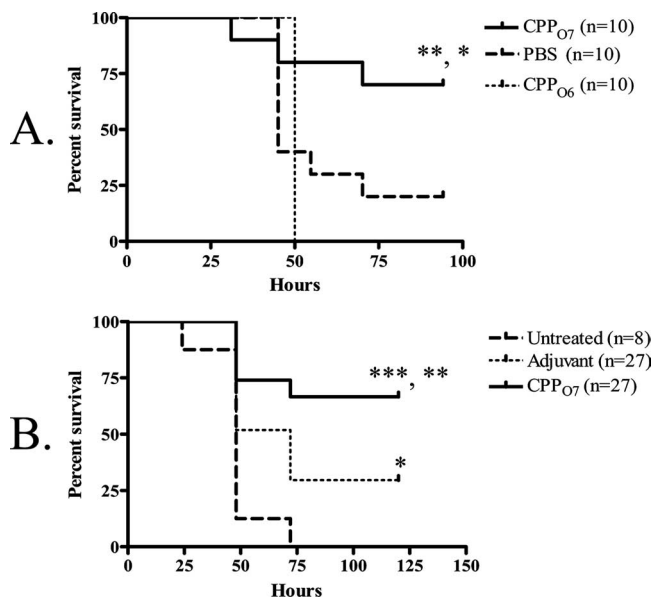 A.
Percent survival
100
75
50
25
0
0 25 50 75 100
Hours
**, *
CPPO7 (n=10)
PBS (n=10)
CPPO6 (n=10)
B.
Percent survival
100
75
50
25
0
0 25 50 75 100 125 150
Hours
***, **
*
Untreated (n=8)
Adjuvant (n=27)
CPPO7 (n=27)